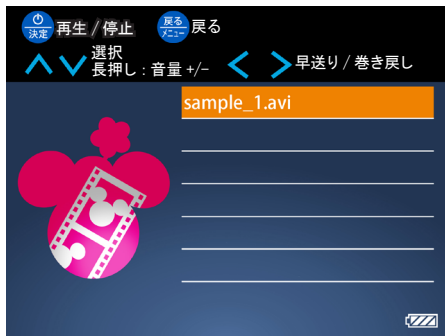 決定 再生 / 停止
戻る メニュー 戻る
選択
長押し : 音量 +/-
早送り / 巻き戻し
sample_1.avi